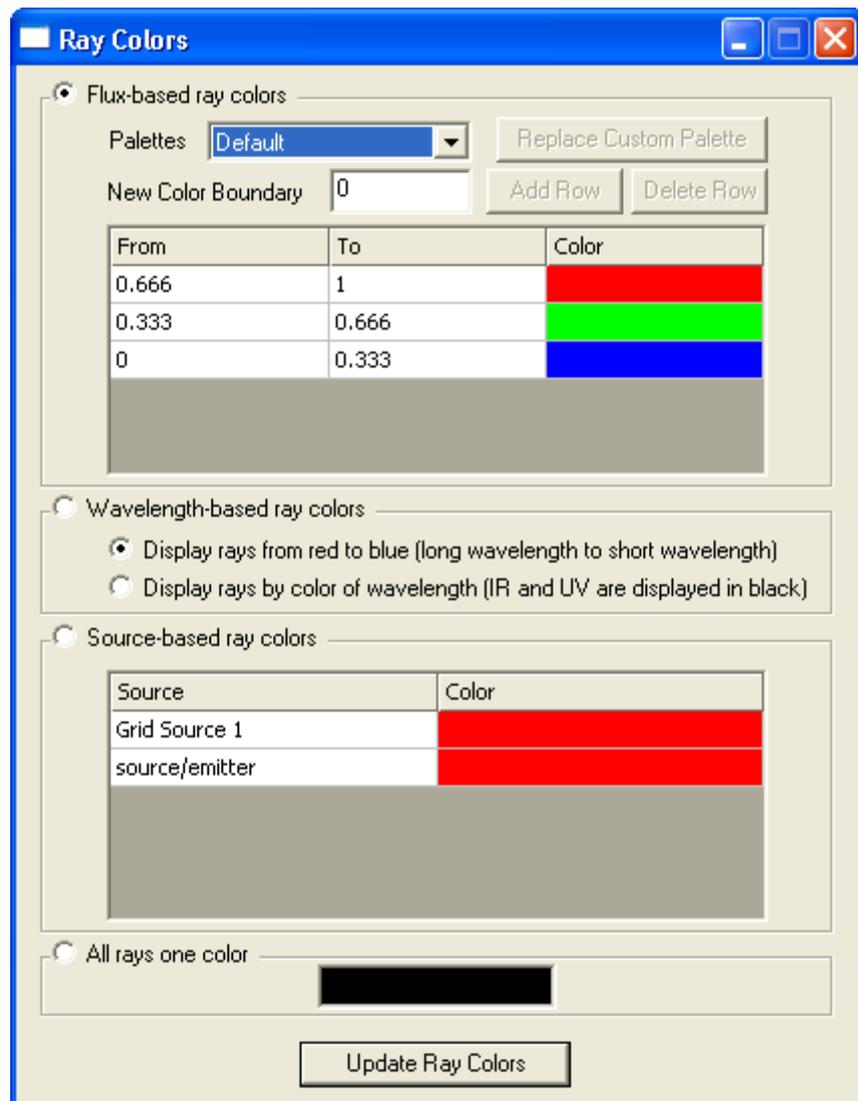 Ray Colors
Flux-based ray colors
Palettes Default Replace Custom Palette
New Color Boundary 0 Add Row Delete Row
From To Color
0.666 1
0.333 0.666
0 0.333
Wavelength-based ray colors
Display rays from red to blue (long wavelength to short wavelength)
Display rays by color of wavelength (IR and UV are displayed in black)
Source-based ray colors
Source Color
Grid Source 1
source/emitter
All rays one color
Update Ray Colors